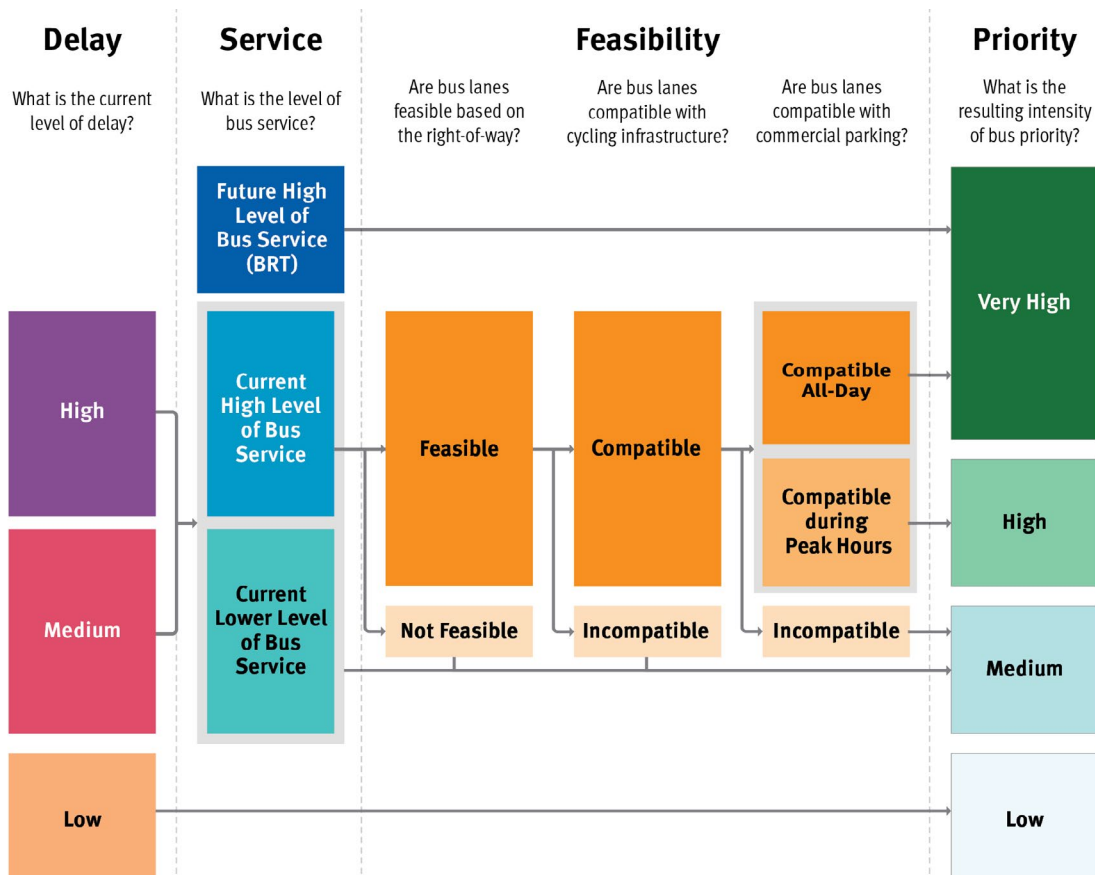 Delay
What is the current
level of delay?
Service
What is the level of
bus service?
Feasibility
Are bus lanes
feasible based on
the right-of-way?
Are bus lanes
compatible with
cycling infrastructure?
Are bus lanes
compatible with
commercial parking?
Priority
What is the
resulting intensity
of bus priority?
Future High
Level of
Bus Service
(BRT)
Very High
High
Current
High Level
of Bus
Service
Feasible
Compatible
Compatible
All-Day
Compatible
during
Peak Hours
High
Medium
Current
Lower Level
of Bus
Service
Not Feasible
Incompatible
Incompatible
Medium
Low
Low